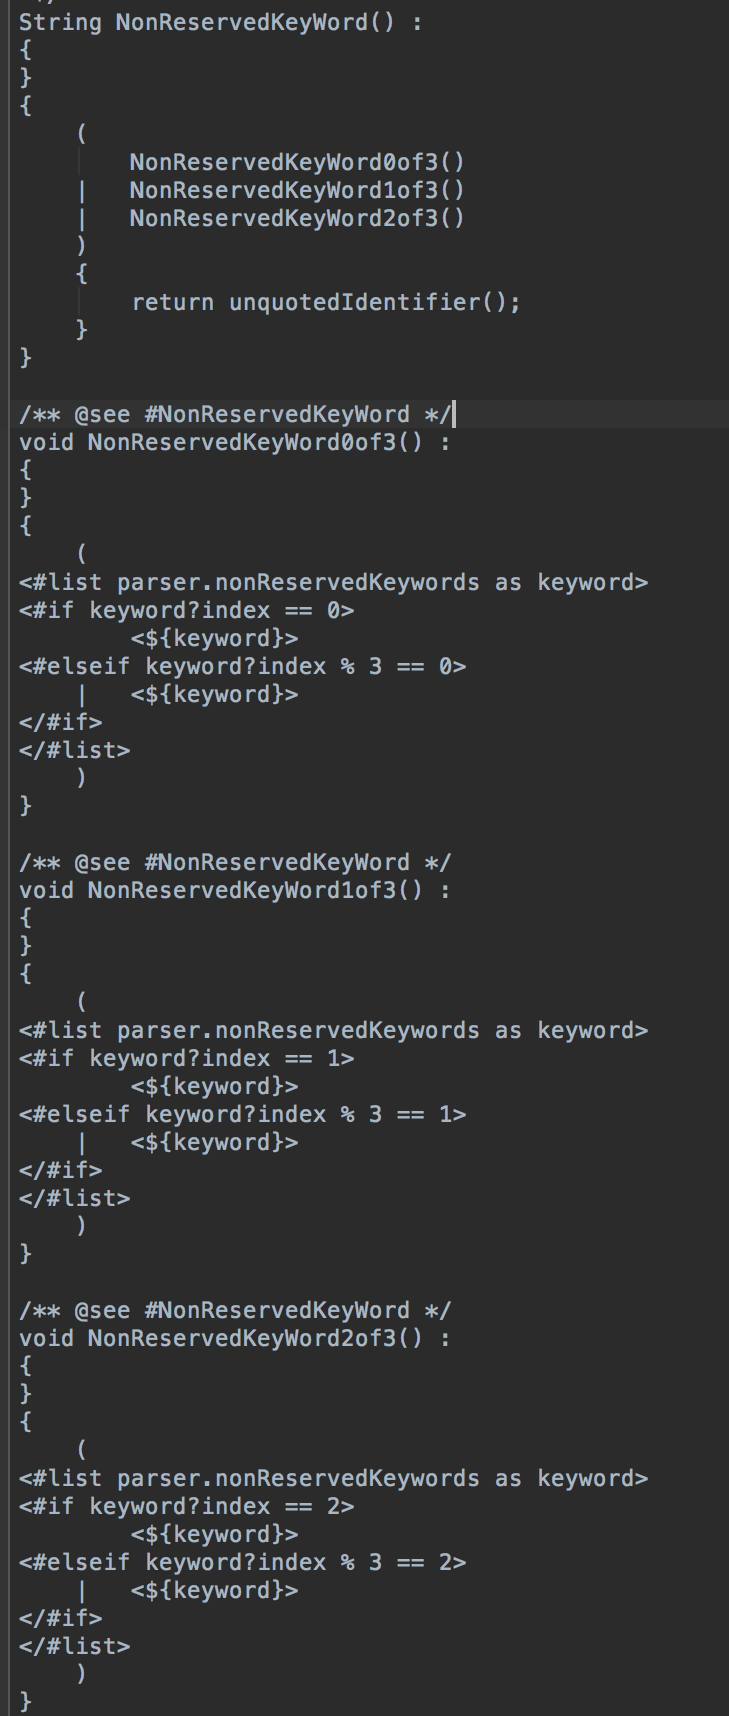 */
String NonReservedKeyWord() :
{
}
{
    (
        NonReservedKeyWord0of3()
    |   NonReservedKeyWord1of3()
    |   NonReservedKeyWord2of3()
    )
    {
        return unquotedIdentifier();
    }
}

/** @see #NonReservedKeyWord */
void NonReservedKeyWord0of3() :
{
}
{
    (
<#list parser.nonReservedKeywords as keyword>
<#if keyword?index == 0>
        <${keyword}>
<#elseif keyword?index % 3 == 0>
    |   <${keyword}>
</#if>
</#list>
    )
}

/** @see #NonReservedKeyWord */
void NonReservedKeyWord1of3() :
{
}
{
    (
<#list parser.nonReservedKeywords as keyword>
<#if keyword?index == 1>
        <${keyword}>
<#elseif keyword?index % 3 == 1>
    |   <${keyword}>
</#if>
</#list>
    )
}

/** @see #NonReservedKeyWord */
void NonReservedKeyWord2of3() :
{
}
{
    (
<#list parser.nonReservedKeywords as keyword>
<#if keyword?index == 2>
        <${keyword}>
<#elseif keyword?index % 3 == 2>
    |   <${keyword}>
</#if>
</#list>
    )
}